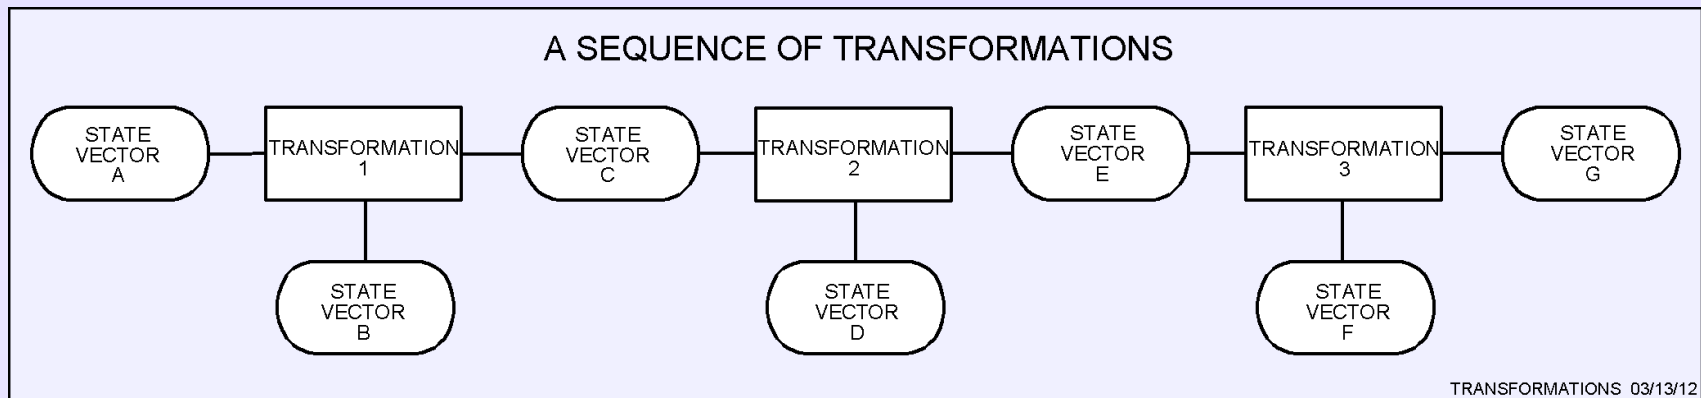 A SEQUENCE OF TRANSFORMATIONS
STATE
VECTOR
A
TRANSFORMATION
1
STATE
VECTOR
C
TRANSFORMATION
2
STATE
VECTOR
E
TRANSFORMATION
3
STATE
VECTOR
G
STATE
VECTOR
B
STATE
VECTOR
D
STATE
VECTOR
F
TRANSFORMATIONS 03/13/12